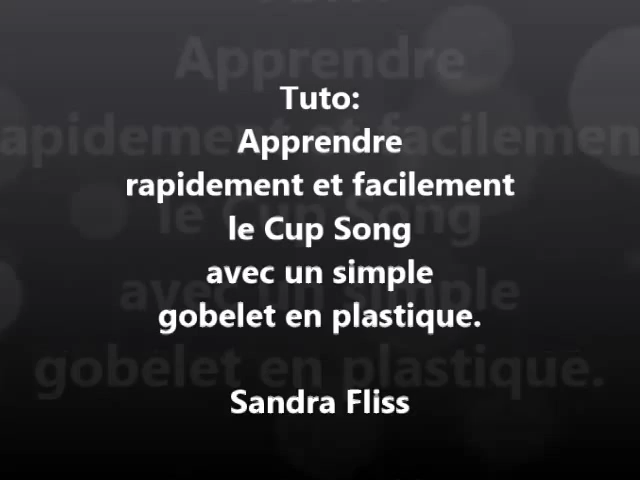 Tuto:
Apprendre
rapidement et facilement
le Cup Song
avec un simple
gobelet en plastique.
Sandra Fliss